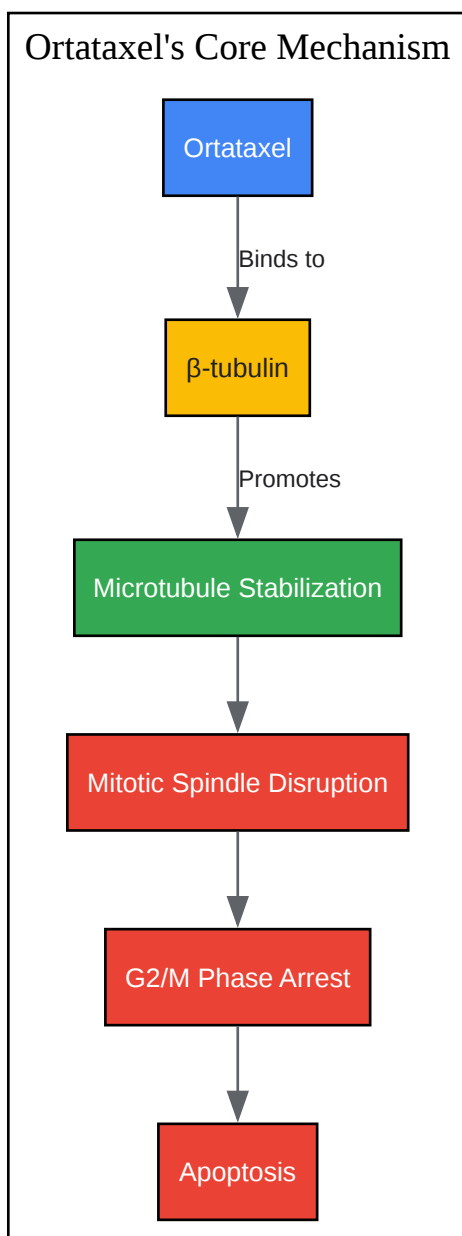 Ortataxel's Core Mechanism
Ortataxel
Binds to
β-tubulin
Promotes
Microtubule Stabilization
Mitotic Spindle Disruption
G2/M Phase Arrest
Apoptosis